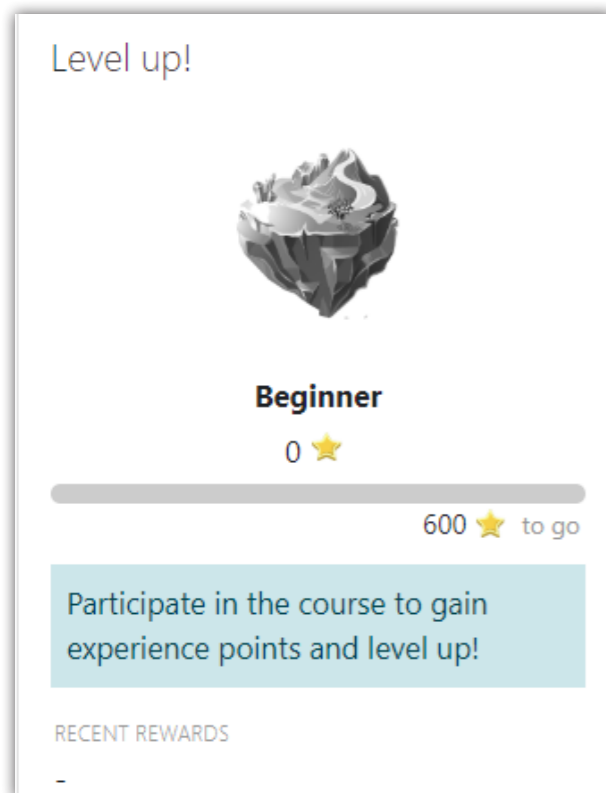 Level up!
Beginner
0
600 to go
Participate in the course to gain
experience points and level up!
RECENT REWARDS
-